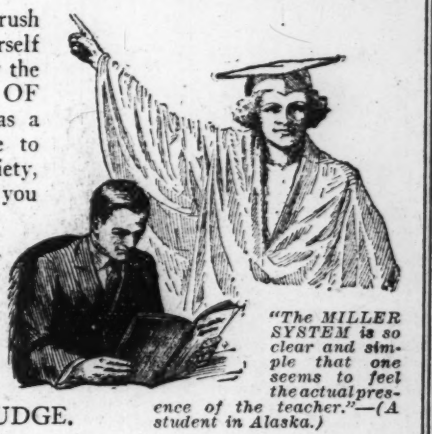 rush
rself
the
OF
as a
e to
iety,
you
"The MILLER
SYSTEM is so
clear and sim-
ple that one
seems to feel
the actual pres-
ence of the teacher."—(A
student in Alaska.)
UDGE.